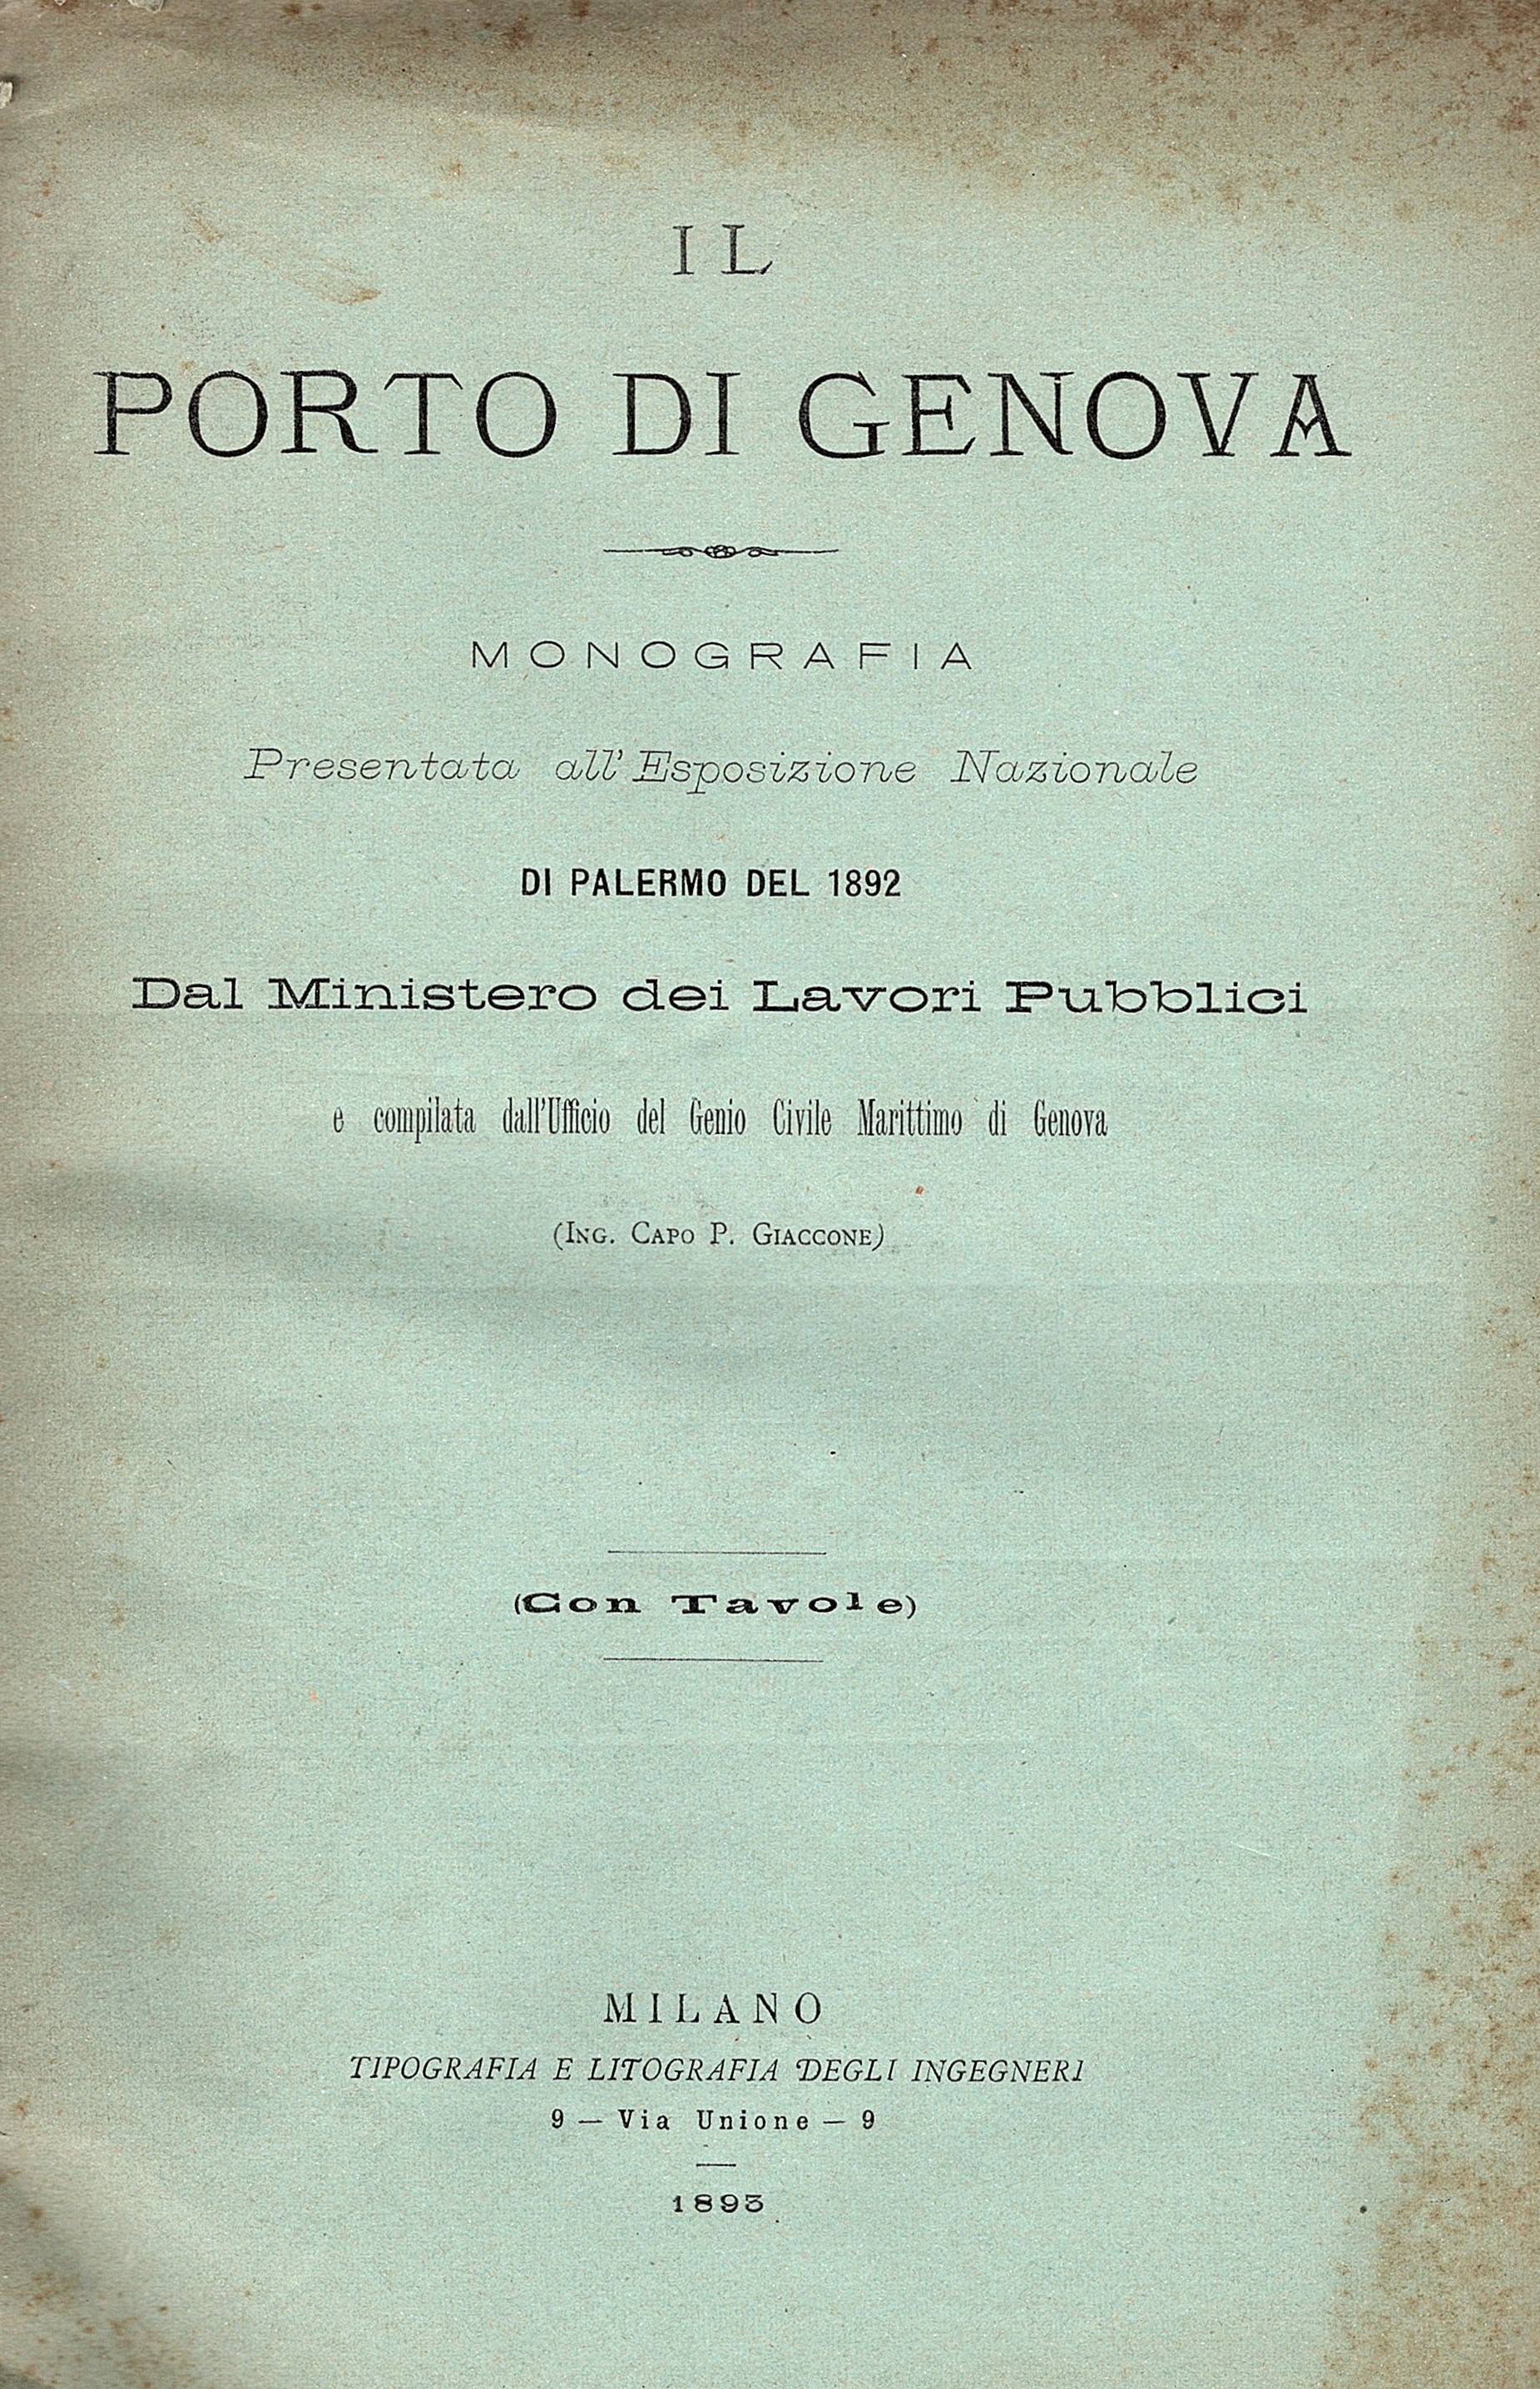 IL
PORTO DI GENOVA
MONOGRAFIA
Presentata all'Esposizione Nazionale
DI PALERMO DEL 1892
Dal Ministero dei Lavori Pubblici
e compilata dall'Ufficio del Genio Civile Marittimo di Genova
(ING. CAPO P. GIACCONE)
(Con Tavole)
MILANO
TIPOGRAFIA E LITOGRAFIA DEGLI INGEGNERI
9 — Via Unione — 9
1893